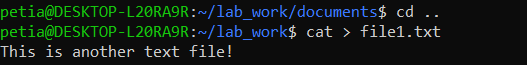 petia@DESKTOP-L20RA9R:~/lab_work/documents$ cd ..
petia@DESKTOP-L20RA9R:~/lab_work$ cat > file1.txt
This is another text file!